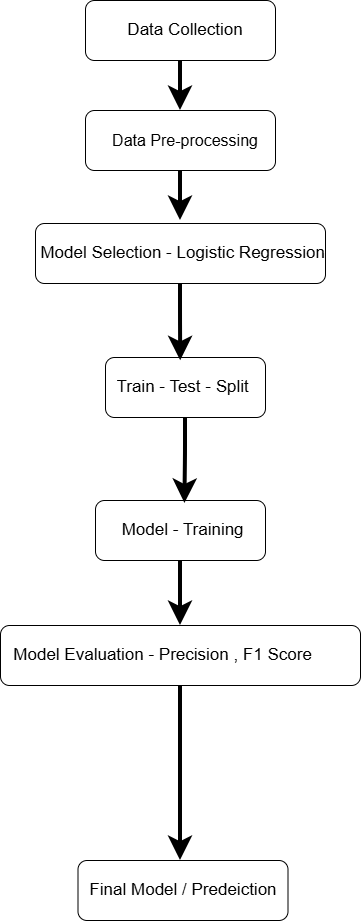 Data Collection
Data Pre-processing
Model Selection - Logistic Regression
Train - Test - Split
Model - Training
Model Evaluation - Precision , F1 Score
Final Model / Predeiction